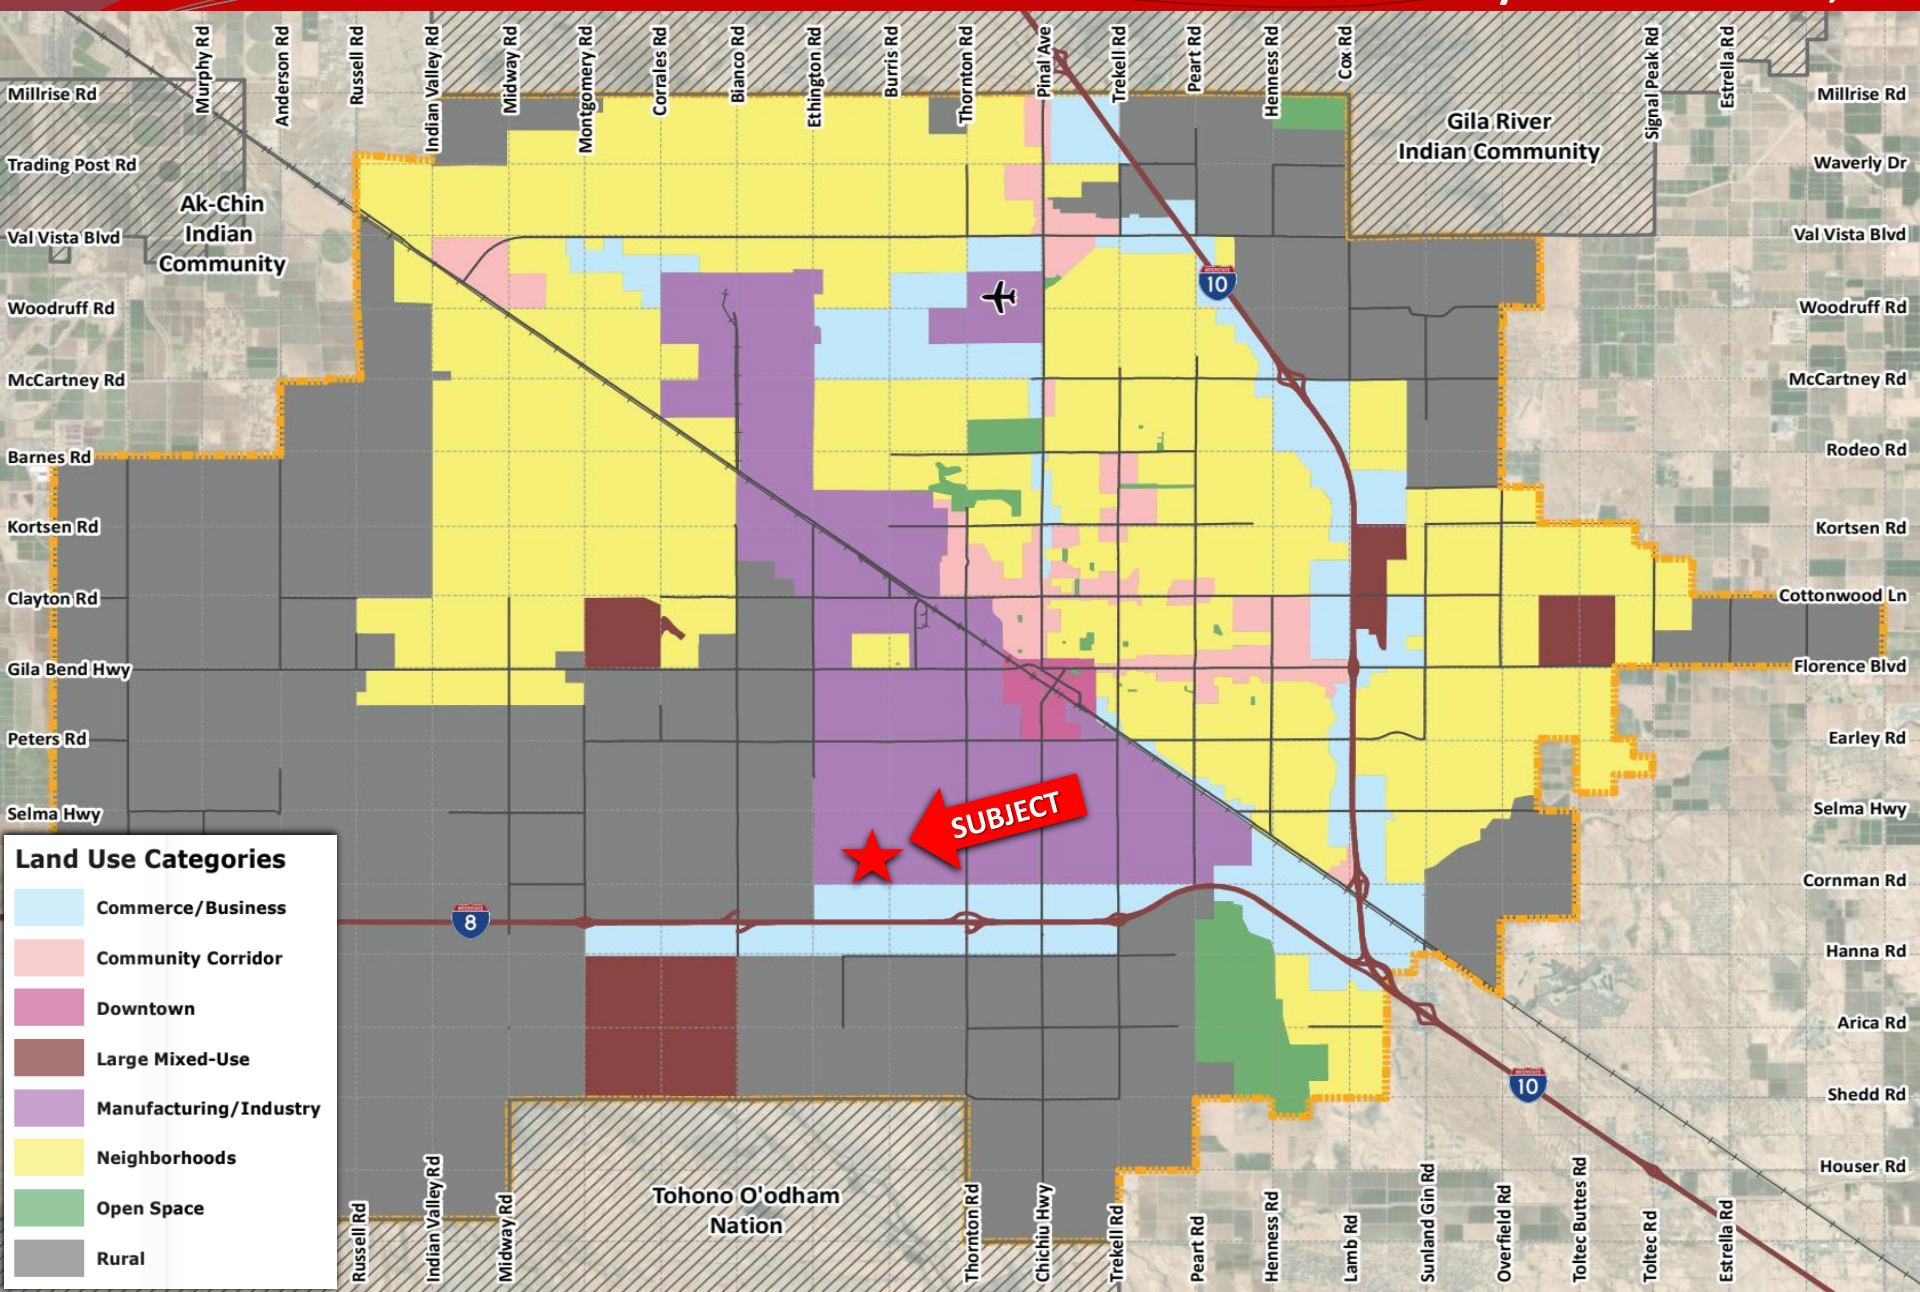 Murphy Rd
Anderson Rd
Russell Rd
Indian Valley Rd
Midway Rd
Montgomery Rd
Corrales Rd
Bianco Rd
Ethington Rd
Burris Rd
Thornton Rd
Pinal Ave
Trekell Rd
Peart Rd
Henness Rd
Cox Rd
Signal Peak Rd
Estrella Rd
Millrise Rd
Trading Post Rd
Val Vista Blvd
Woodruff Rd
McCartney Rd
Barnes Rd
Kortsen Rd
Clayton Rd
Gila Bend Hwy
Peters Rd
Selma Hwy
Ak-Chin
Indian
Community
Gila River
Indian Community
Millrise Rd
Waverly Dr
Val Vista Blvd
Woodruff Rd
McCartney Rd
Rodeo Rd
Kortsen Rd
Cottonwood Ln
Florence Blvd
Earley Rd
Selma Hwy
Cornman Rd
Hanna Rd
Arica Rd
Shedd Rd
Houser Rd
INTERSTATE
10
SUBJECT
INTERSTATE
8
INTERSTATE
10
Land Use Categories
Commerce/Business
Community Corridor
Downtown
Large Mixed-Use
Manufacturing/Industry
Neighborhoods
Open Space
Rural
Tohono O'odham
Nation
Russell Rd
Indian Valley Rd
Midway Rd
Thornton Rd
Chichiu Hwy
Trekell Rd
Peart Rd
Henness Rd
Lamb Rd
Sunland Gin Rd
Overfield Rd
Toltec Buttes Rd
Toltec Rd
Estrella Rd